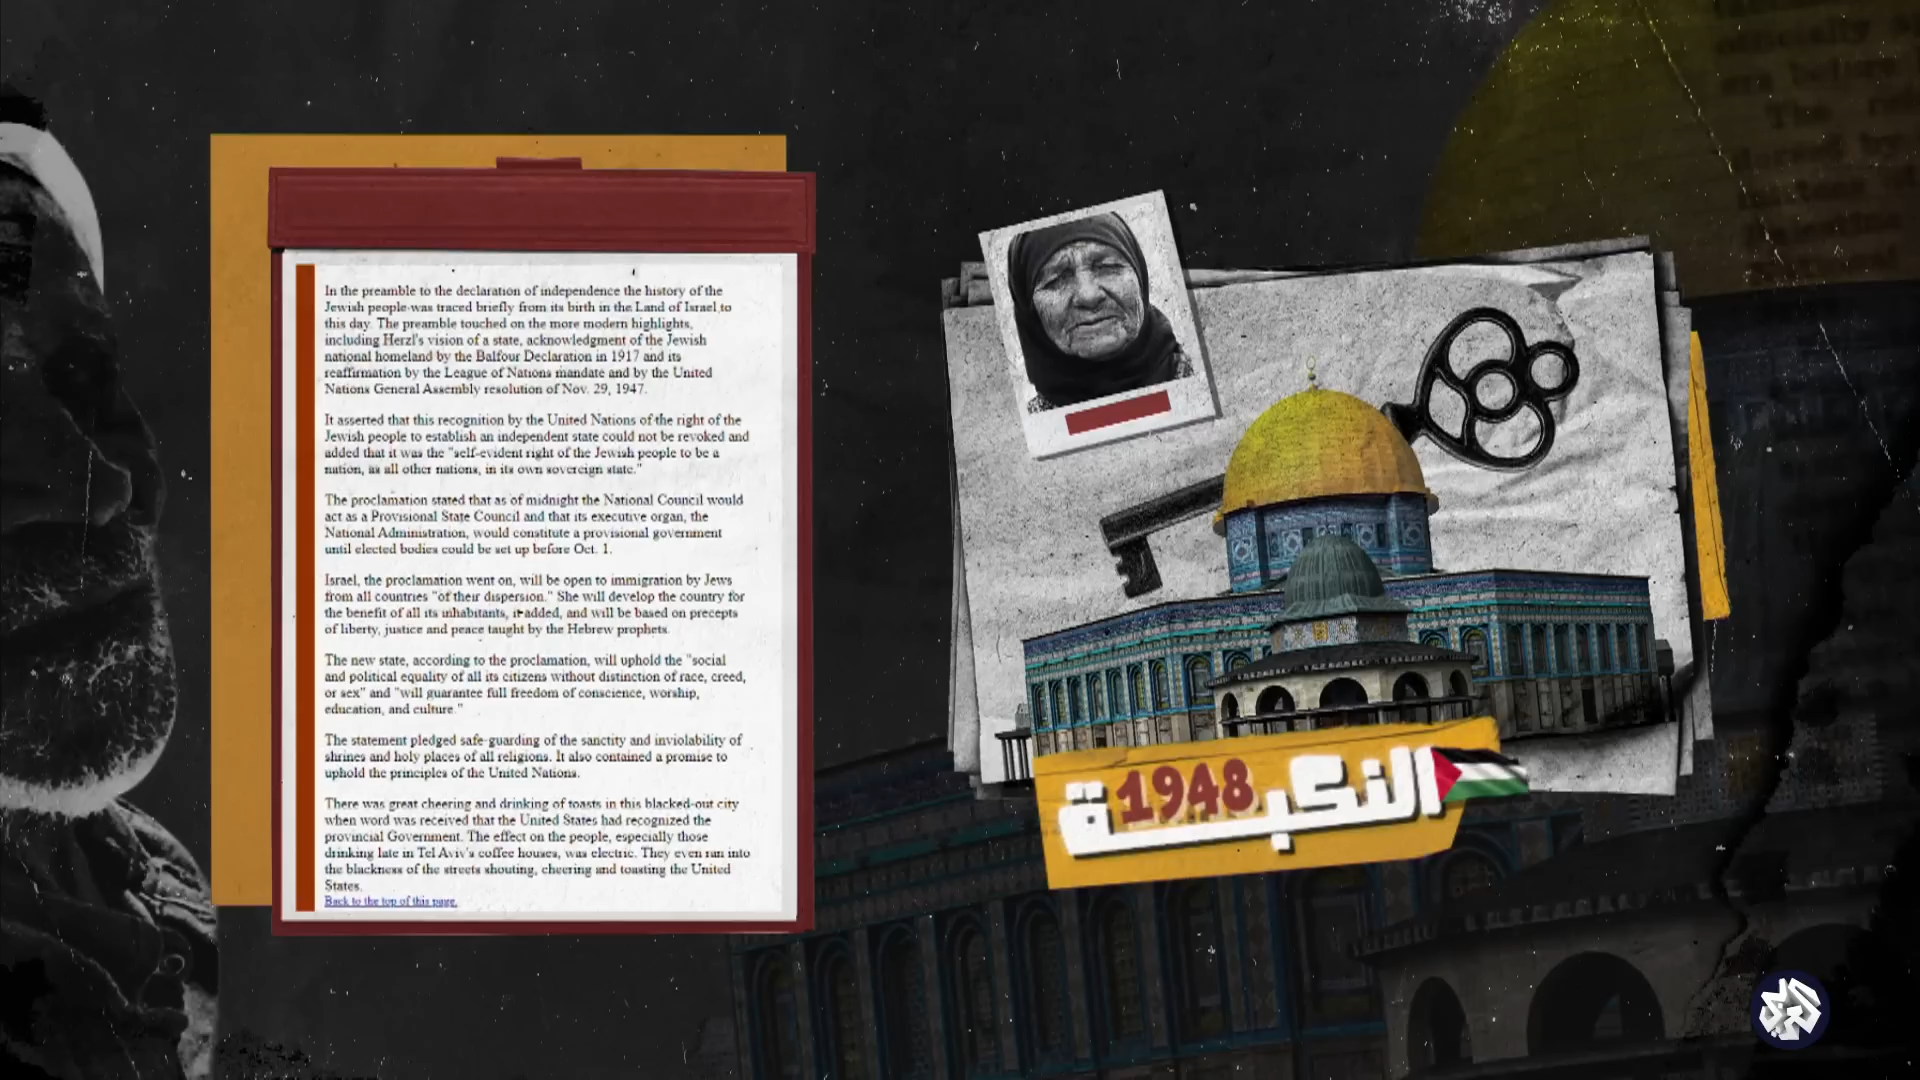 In the preamble to the declaration of independence the history of the
Jewish people was traced briefly from its birth in the Land of Israel to
this day. The preamble touched on the more modern highlights,
including Herzl's vision of a state, acknowledgment of the Jewish
national homeland by the Balfour Declaration in 1917 and its
reaffirmation by the League of Nations mandate and by the United
Nations General Assembly resolution of Nov. 29, 1947.
It asserted that this recognition by the United Nations of the right of the
Jewish people to establish an independent state could not be revoked and
added that it was the "self-evident right of the Jewish people to be a
nation, as all other nations, in its own sovereign state."
The proclamation stated that as of midnight the National Council would
act as a Provisional State Council and that its executive organ, the
National Administration, would constitute a provisional government
until elected bodies could be set up before Oct. 1.
Israel, the proclamation went on, will be open to immigration by Jews
from all countries "of their dispersion." She will develop the country for
the benefit of all its inhabitants, it added, and will be based on precepts
of liberty, justice and peace taught by the Hebrew prophets.
The new state, according to the proclamation, will uphold the "social
and political equality of all its citizens without distinction of race, creed,
or sex" and "will guarantee full freedom of conscience, worship,
education, and culture."
The statement pledged safe-guarding of the sanctity and inviolability of
shrines and holy places of all religions. It also contained a promise to
uphold the principles of the United Nations.
There was great cheering and drinking of toasts in this blacked-out city
when word was received that the United States had recognized the
provincial Government. The effect on the people, especially those
drinking late in Tel Aviv's coffee houses, was electric. They even ran into
the blackness of the streets shouting, cheering and toasting the United
States.
Back to the top of this page.
النكبة 1948